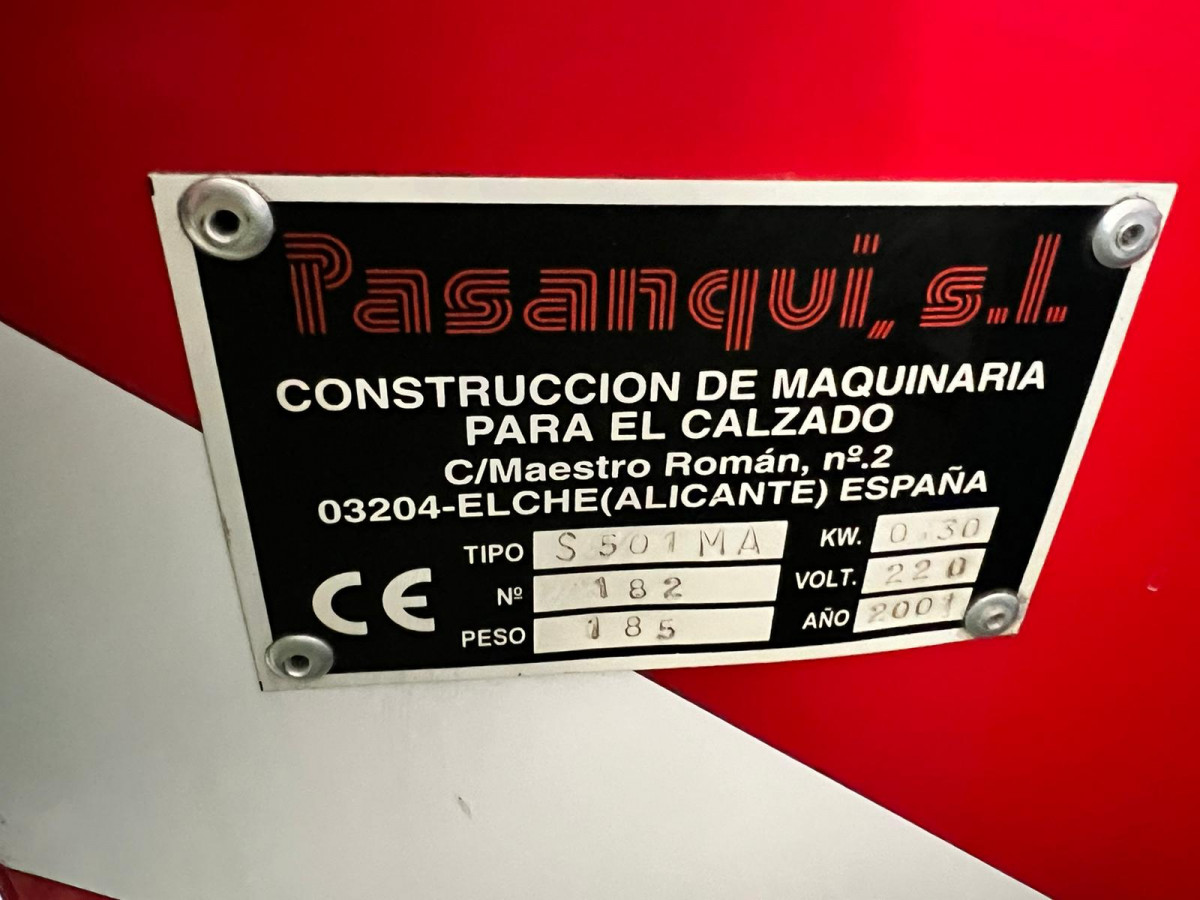 Pasanqui, s.l.
CONSTRUCCION DE MAQUINARIA
PARA EL CALZADO
C/Maestro Román, nº.2
03204-ELCHE(ALICANTE) ESPAÑA
TIPO S501MA KW. 0.30
Nº 182 VOLT. 220
PESO 185 AÑO 2001
CE